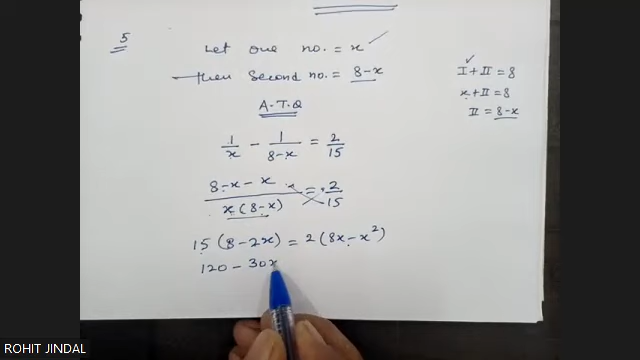 5
Let one no. = x
Then Second no. = 8-x
A.T.Q
1/x - 1/8-x = 2/15
8-x-x/x(8-x) = 2/15
15(8-2x) = 2(8x-x²)
120-30x
I+II=8
x+II=8
II=8-x
ROHIT JINDAL